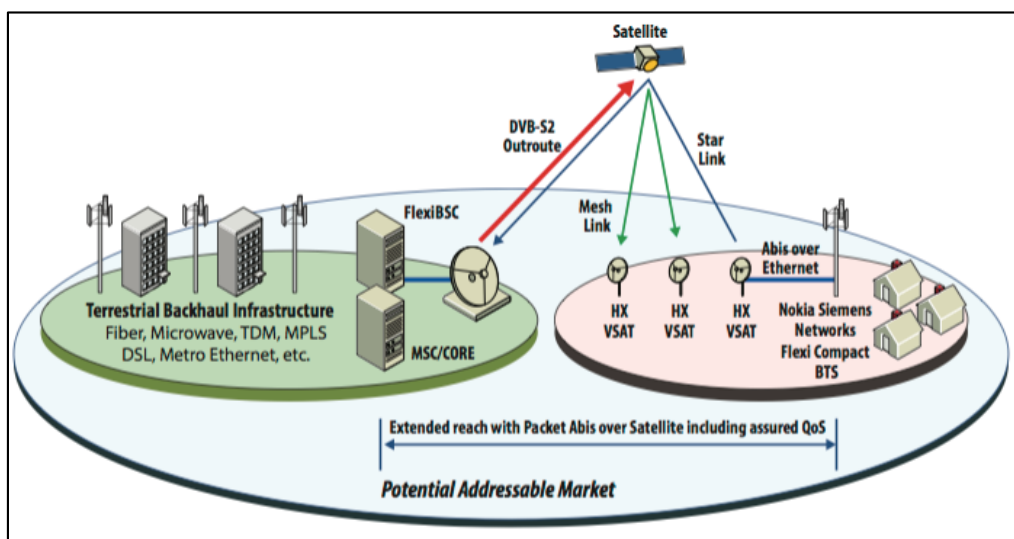 Satellite
DVB-S2
Outroute
Star
Link
FlexiBSC
Mesh
Link
Abis over
Ethernet
Terrestrial Backhaul Infrastructure
Fiber, Microwave, TDM, MPLS
DSL, Metro Ethernet, etc.
MSC/CORE
HX
VSAT
HX
VSAT
HX
VSAT
Nokia Siemens
Networks
Flexi Compact
BTS
Extended reach with Packet Abis over Satellite including assured QoS
Potential Addressable Market